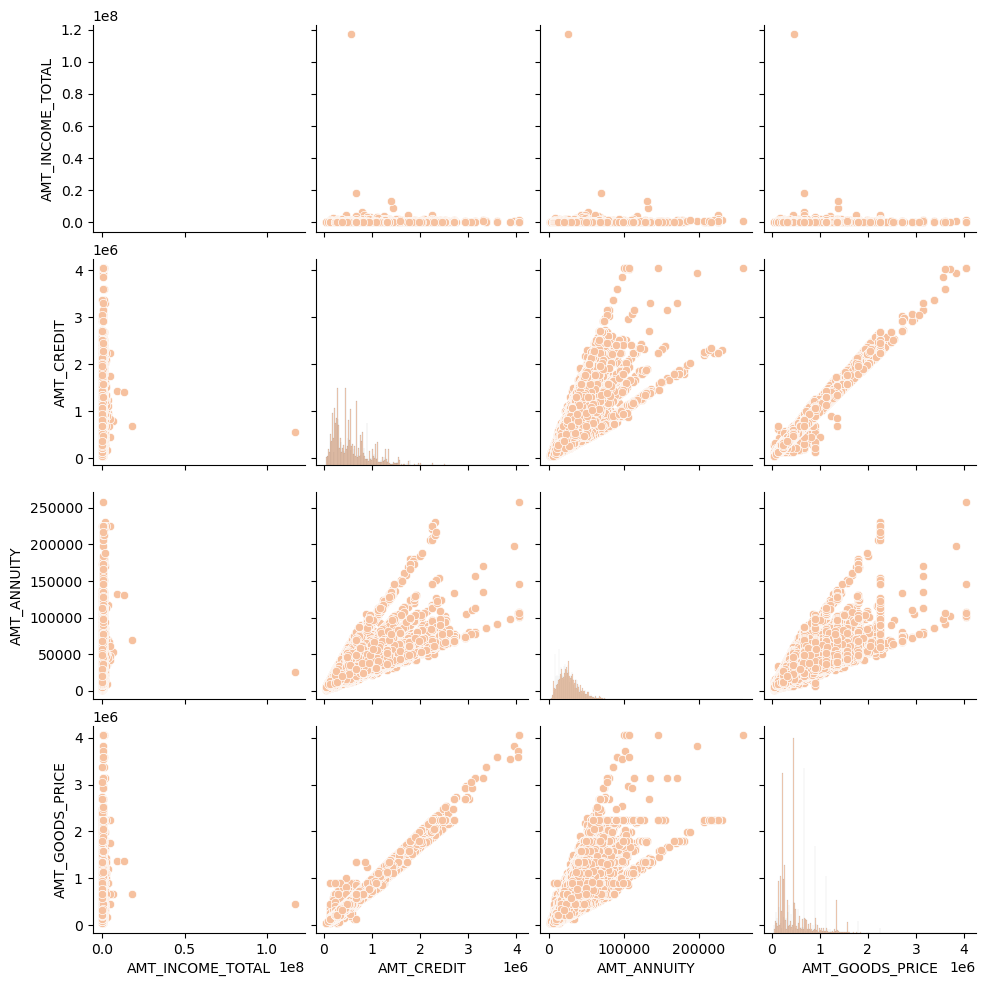 1e8
1.2
1.0
0.8
0.6
0.4
0.2
0.0
AMT_INCOME_TOTAL
1e6
4
3
2
1
0
AMT_CREDIT
250000
200000
150000
100000
50000
0
AMT_ANNUITY
1e6
4
3
2
1
0
AMT_GOODS_PRICE
0.0 0.5 1.0 0 1 2 3 4 0 100000 200000 0 1 2 3 4
AMT_INCOME_TOTAL 1e8 AMT_CREDIT 1e6 AMT_ANNUITY AMT_GOODS_PRICE 1e6